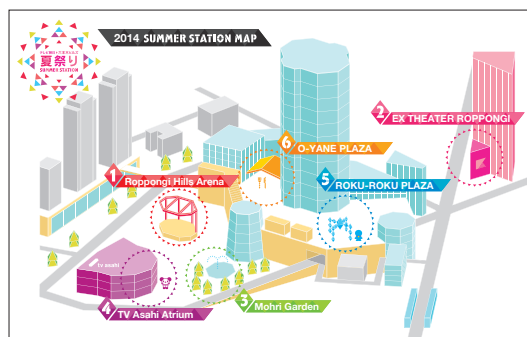 2014 SUMMER STATION MAP
夏祭り
SUMMER STATION
2
EX THEATER ROPPONGI
6
O-YANE PLAZA
1
Roppongi Hills Arena
5
ROKU-ROKU PLAZA
tv asahi
4
TV Asahi Atrium
3
Mohri Garden